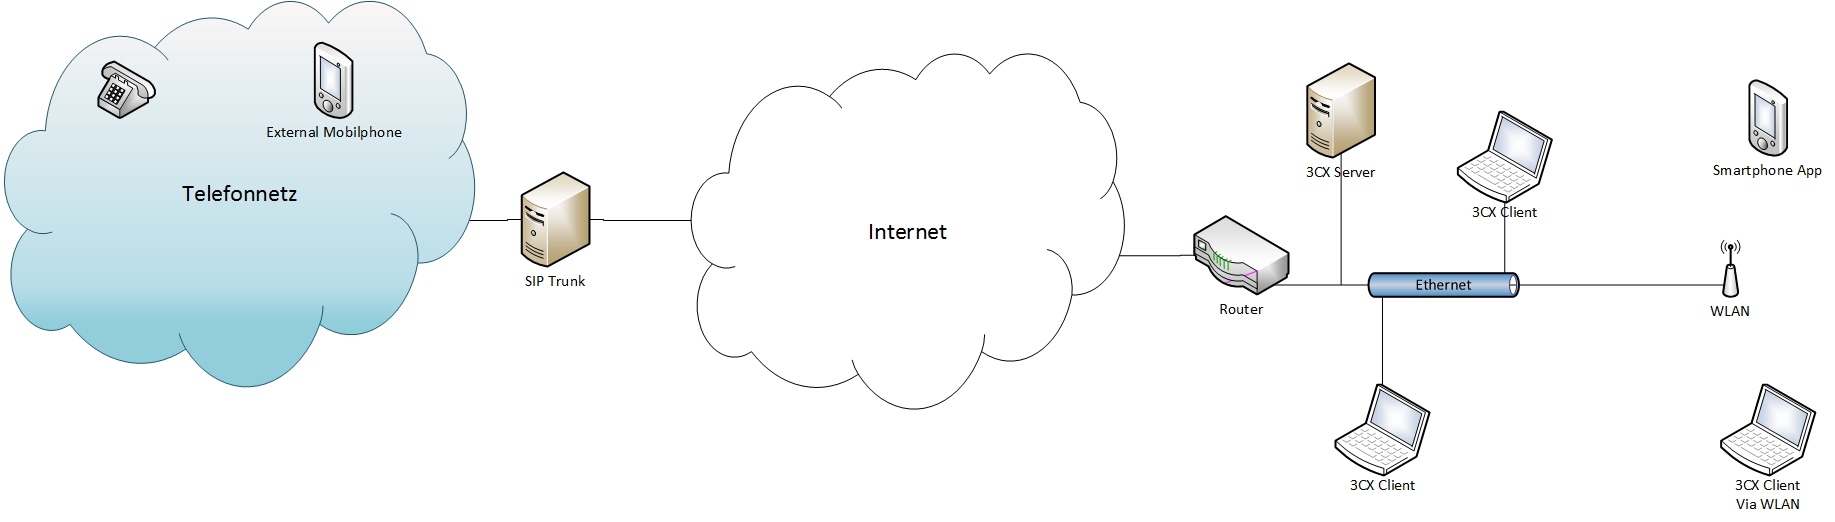 External Mobilphone
Telefonnetz
SIP Trunk
Internet
3CX Server
Smartphone App
3CX Client
Router
Ethernet
WLAN
3CX Client
3CX Client
Via WLAN